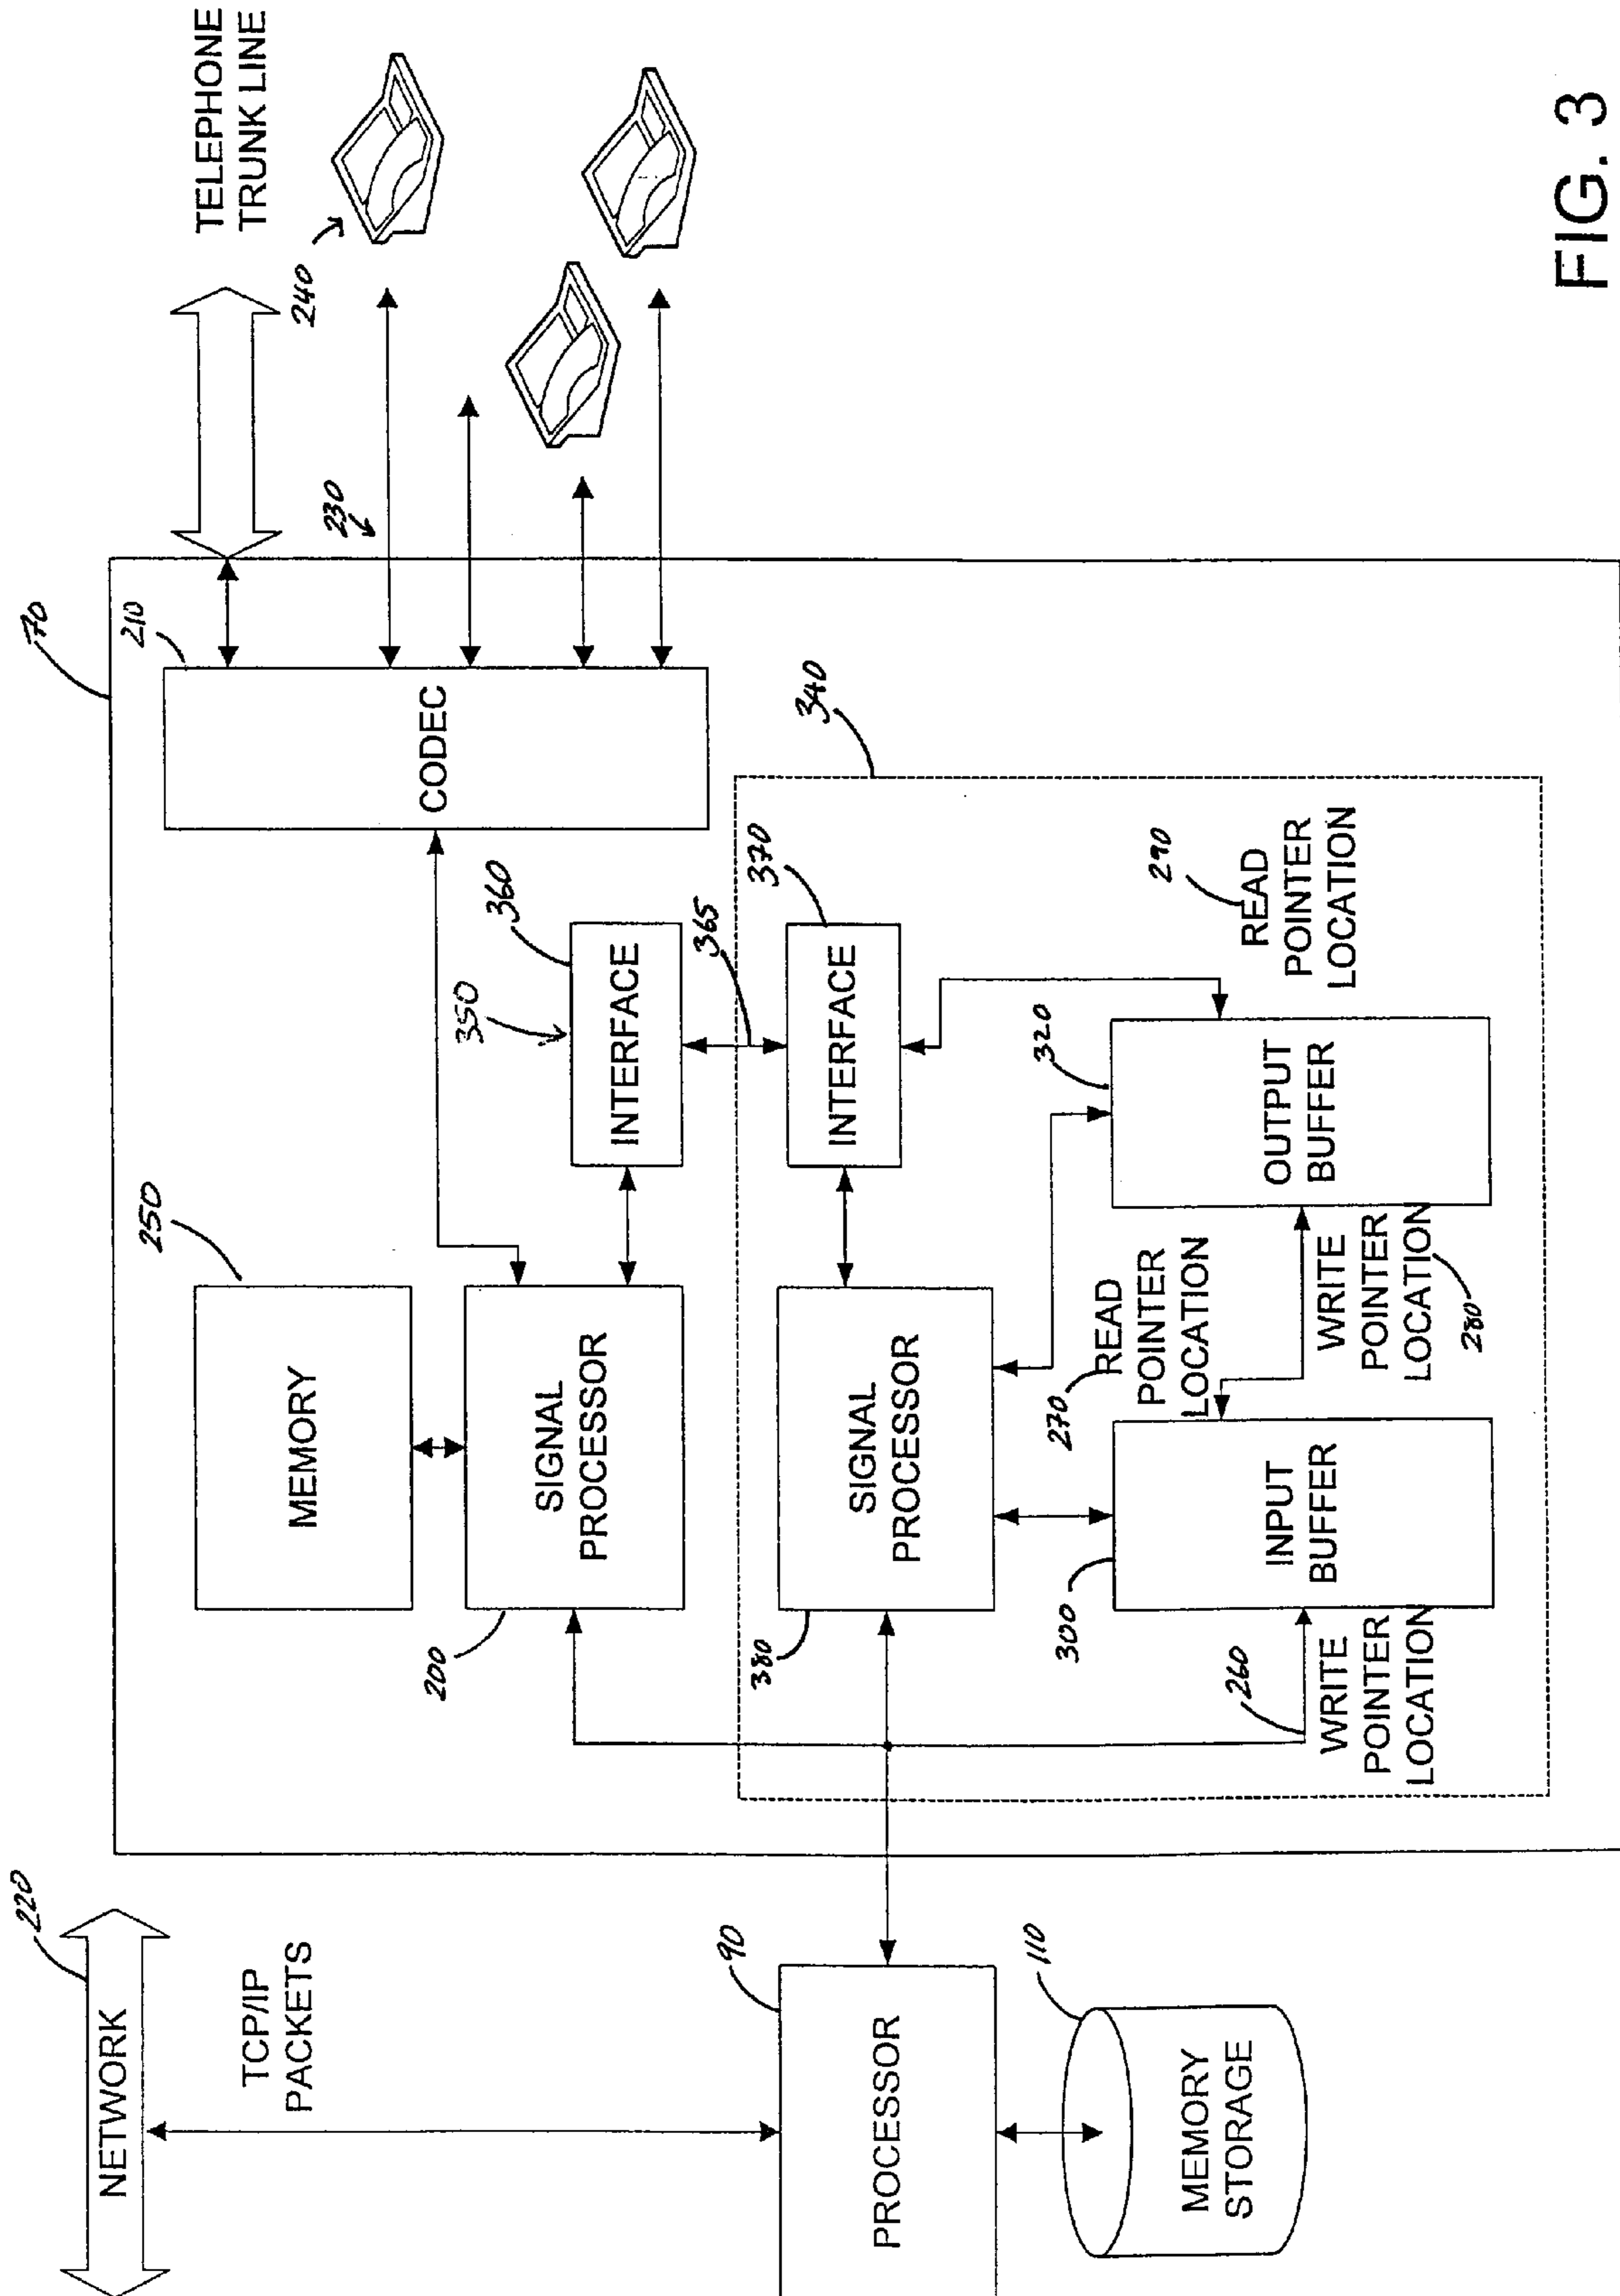 220
NETWORK
TCP/IP
PACKETS
90
PROCESSOR
110
MEMORY
STORAGE
70
250
MEMORY
200
SIGNAL
PROCESSOR
210
CODEC
350
360
INTERFACE
365
340
370
INTERFACE
380
SIGNAL
PROCESSOR
300
INPUT
BUFFER
260
WRITE
POINTER
LOCATION
270
READ
POINTER
LOCATION
320
OUTPUT
BUFFER
WRITE
POINTER
LOCATION
280
290
READ
POINTER
LOCATION
TELEPHONE
TRUNK LINE
230
240
FIG. 3